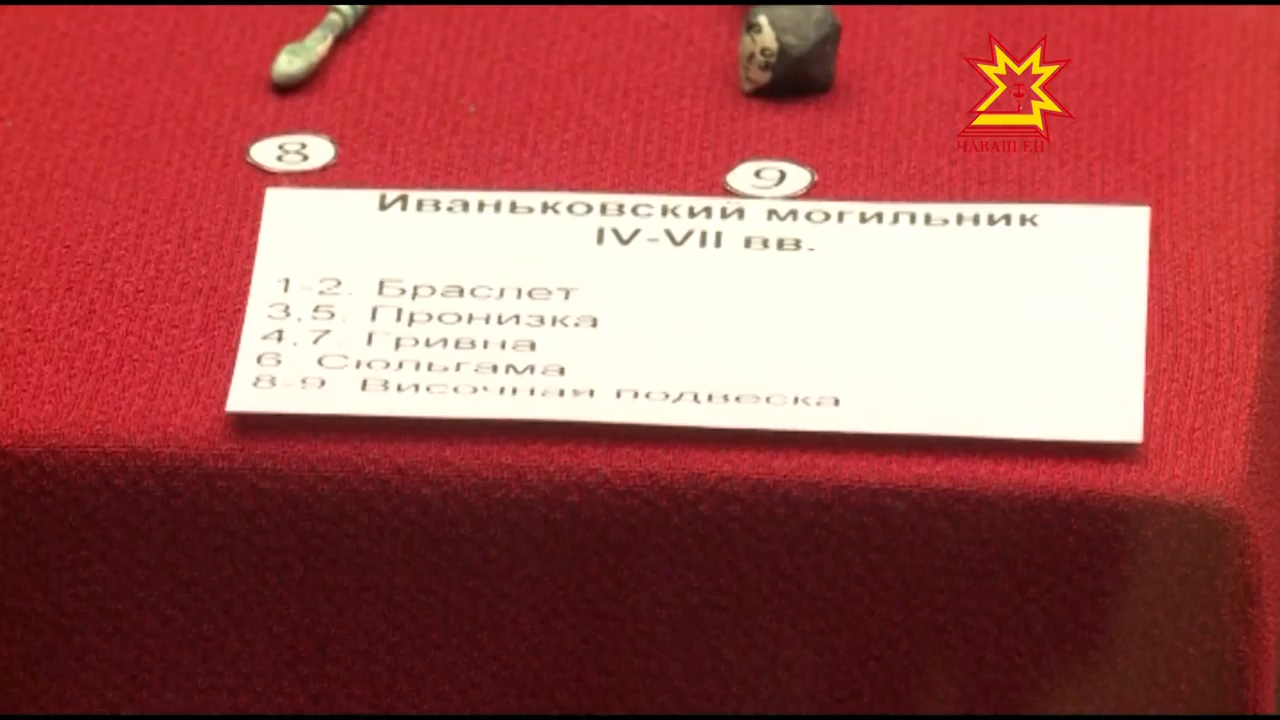 ЧӐВАШ ЕН
8
9
Иваньковский могильник
IV-VII вв.
1-2. Браслет
3,5. Пронизка
4,7. Гривна
6 Сюльгама
8-9 Височная подвеска